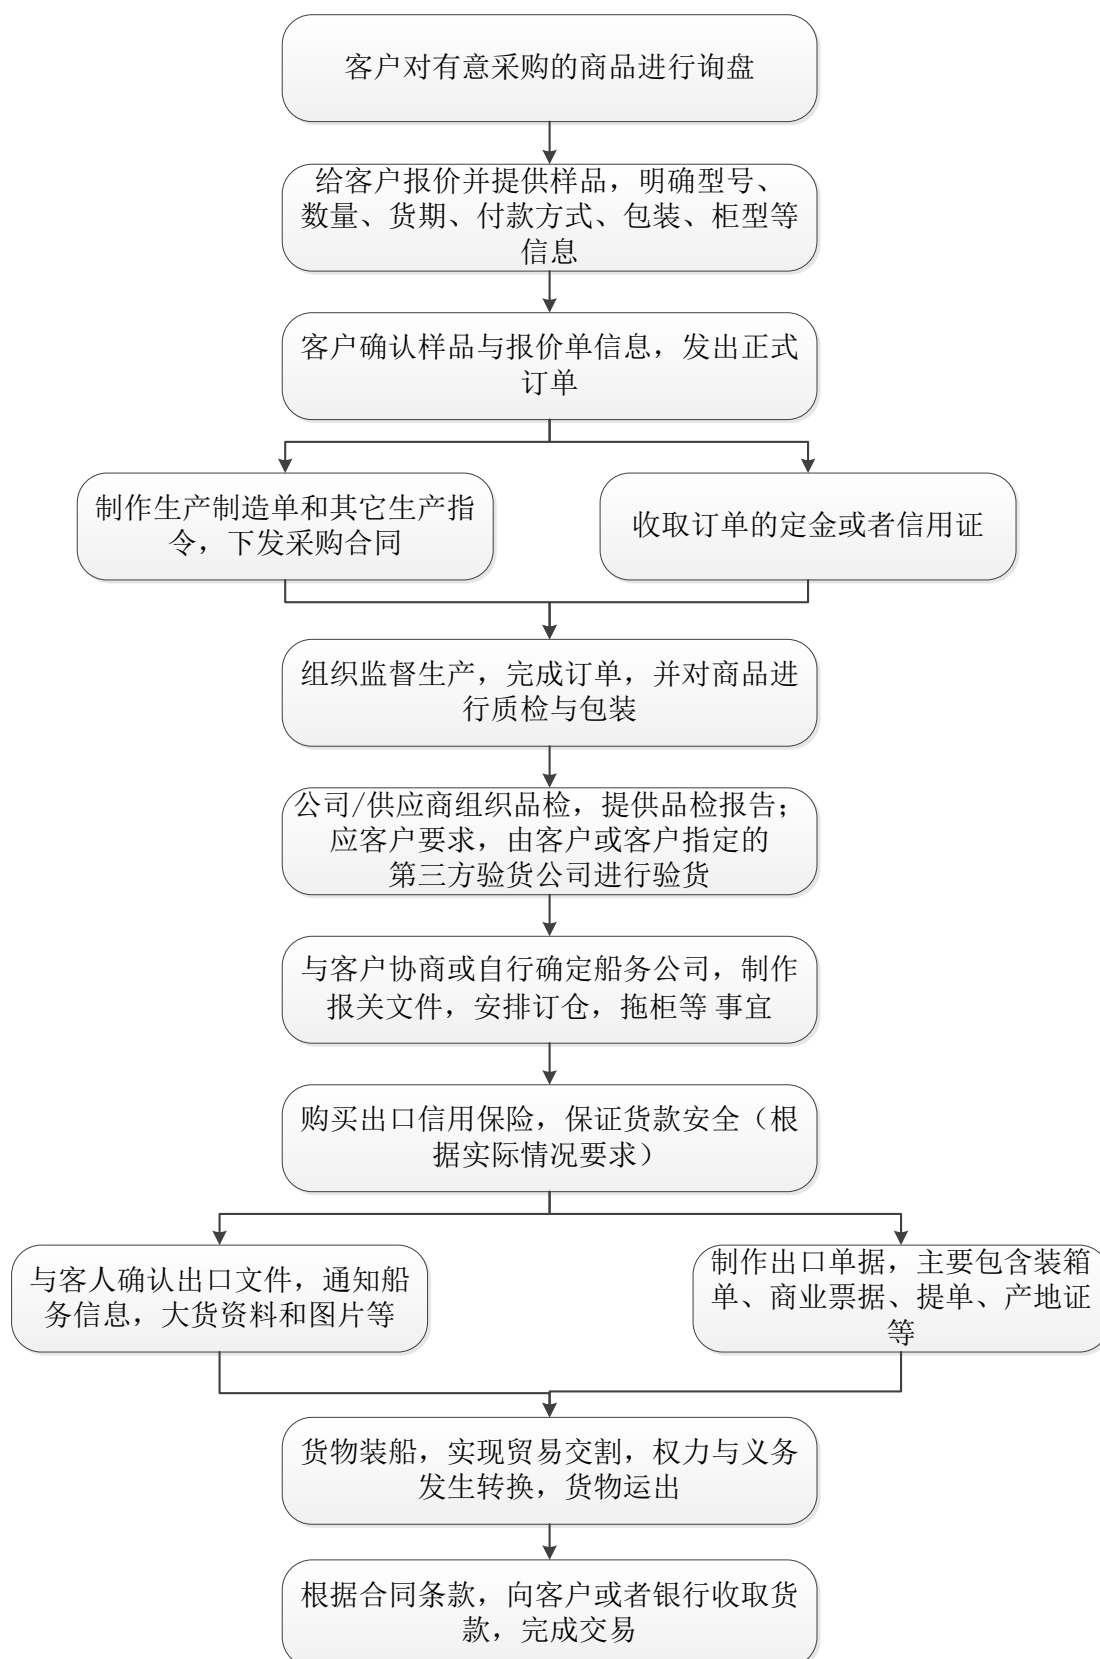 客户对有意采购的商品进行询盘
给客户报价并提供样品，明确型号、
数量、货期、付款方式、包装、柜型等
信息
客户确认样品与报价单信息，发出正式
订单
制作生产制造单和其它生产指
令，下发采购合同
收取订单的定金或者信用证
组织监督生产，完成订单，并对商品进
行质检与包装
公司/供应商组织品检，提供品检报告；
应客户要求，由客户或客户指定的
第三方验货公司进行验货
与客户协商或自行确定船务公司，制作
报关文件，安排订仓，拖柜等 事宜
购买出口信用保险，保证货款安全（根
据实际情况要求）
与客人确认出口文件，通知船
务信息，大货资料和图片等
制作出口单据，主要包含装箱
单、商业票据、提单、产地证
等
货物装船，实现贸易交割，权力与义务
发生转换，货物运出
根据合同条款，向客户或者银行收取货
款，完成交易